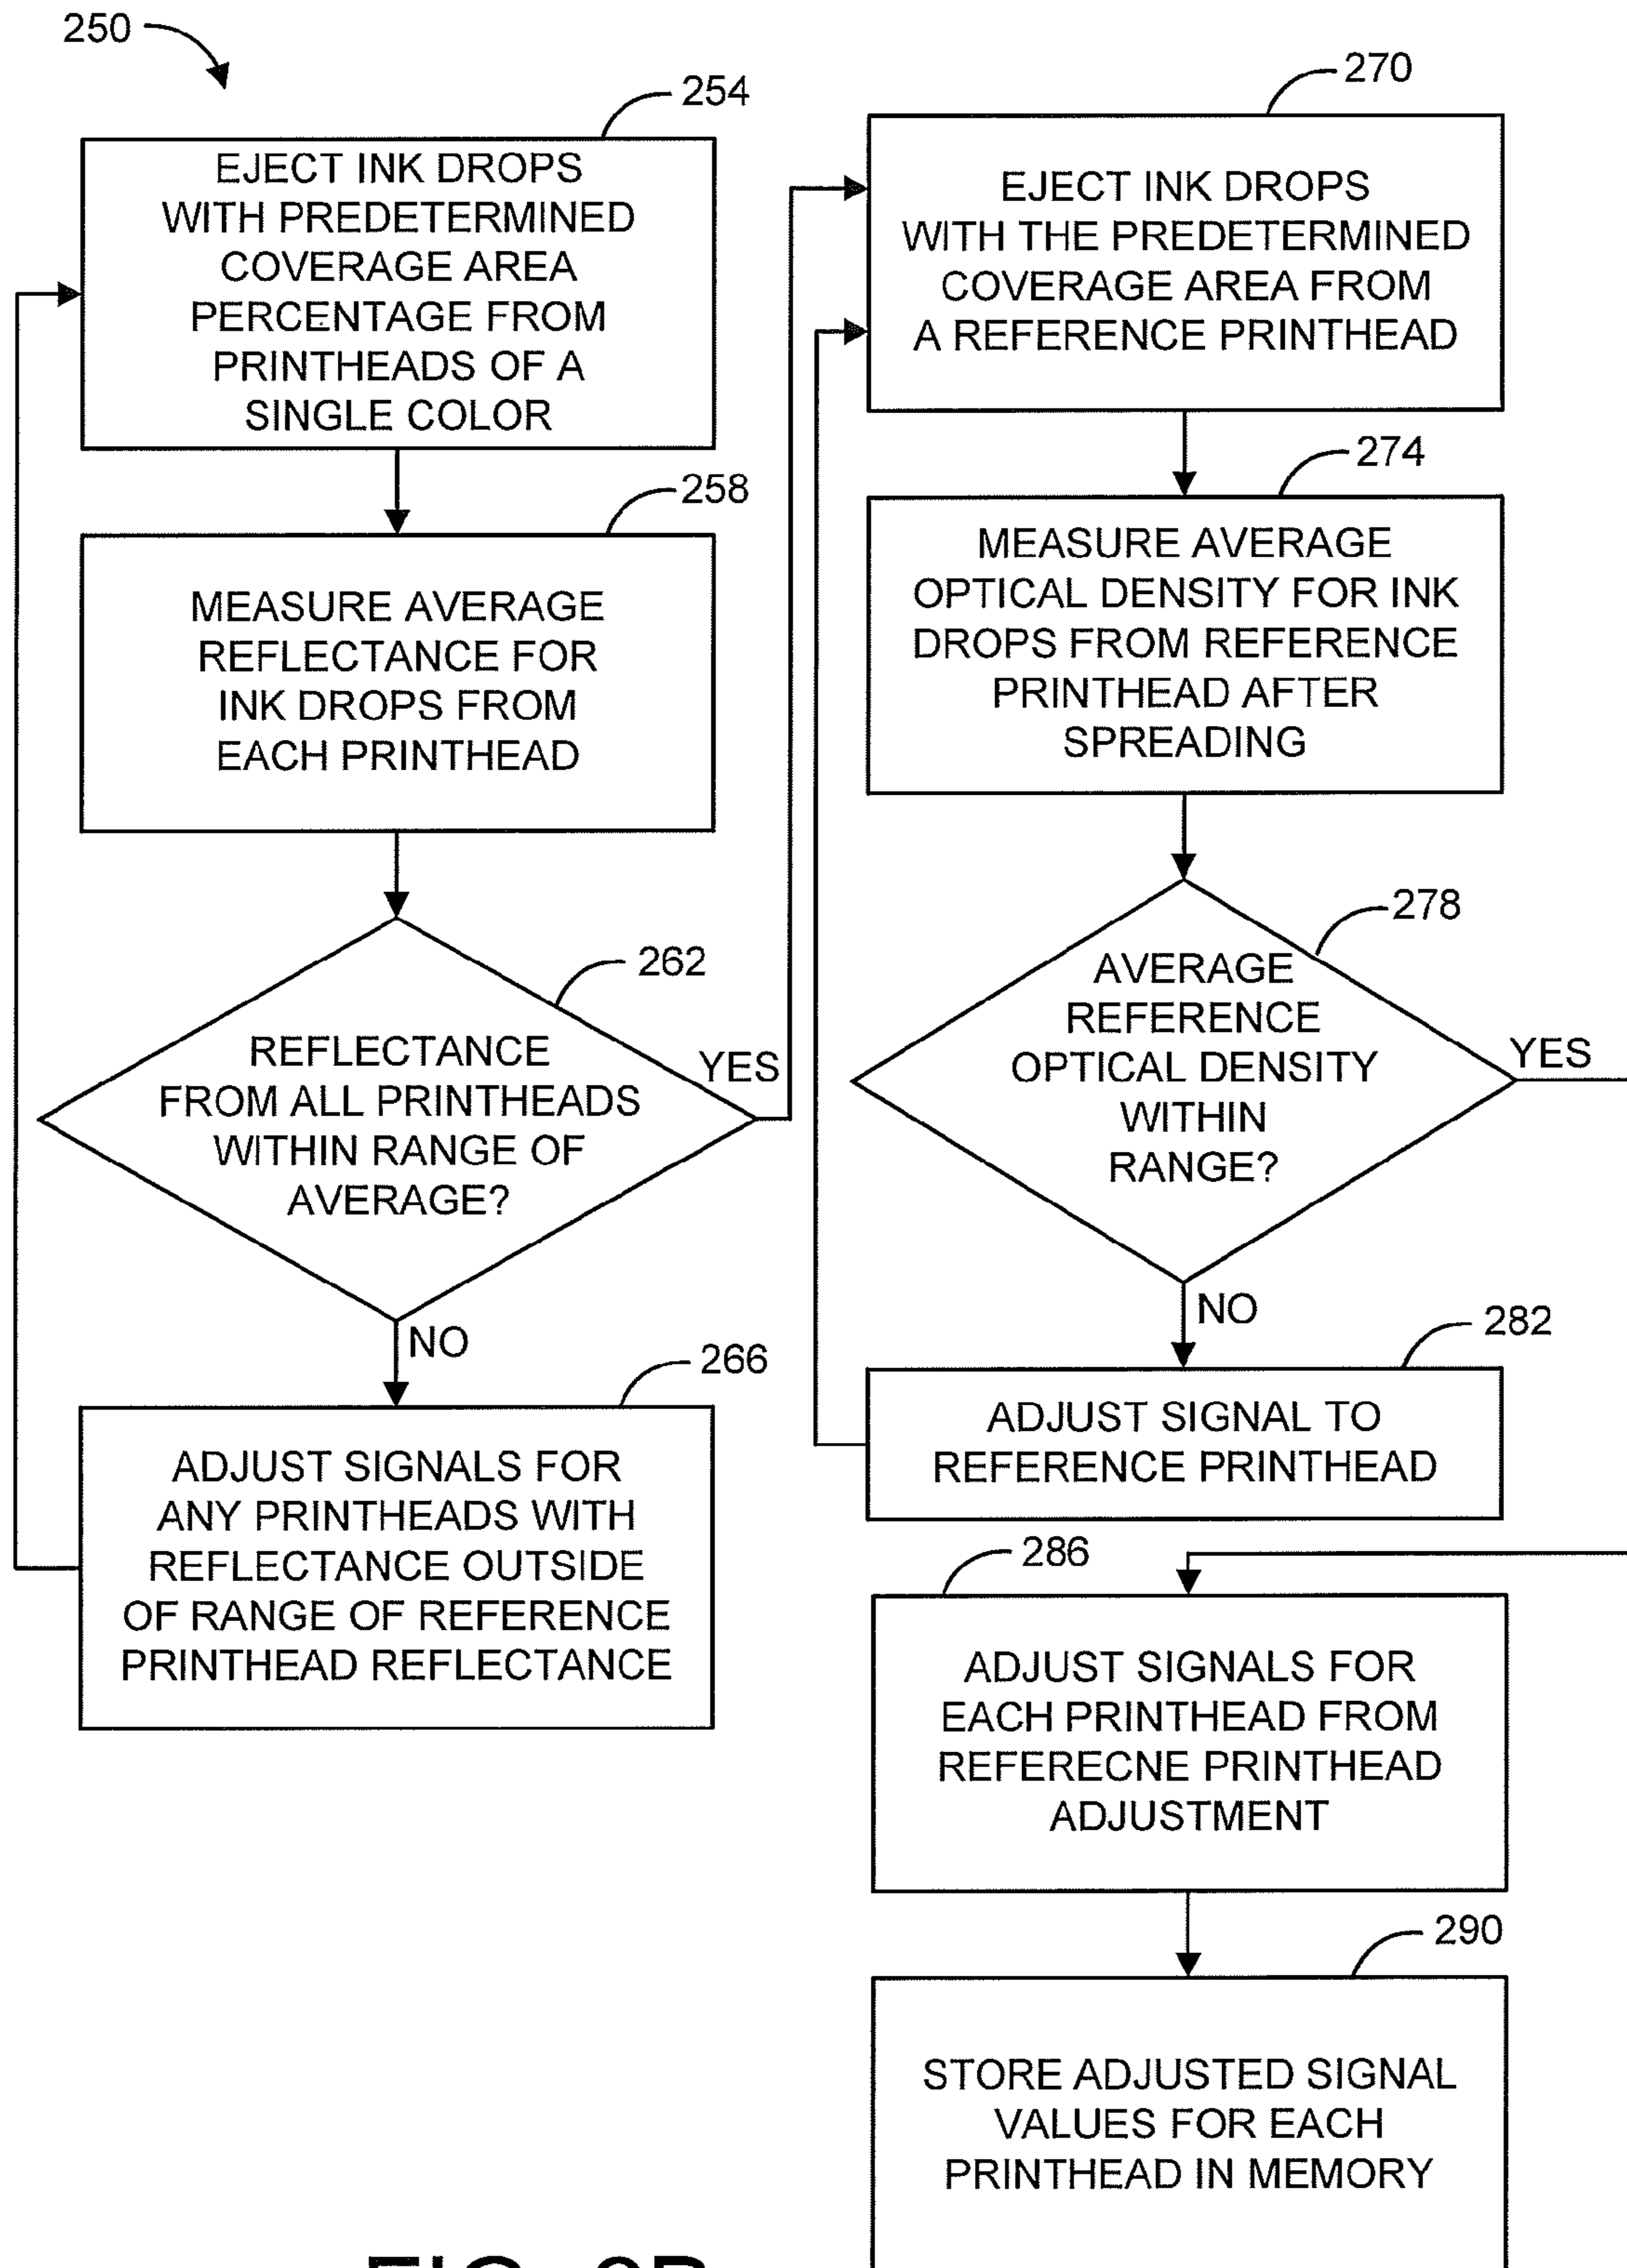 250
254
EJECT INK DROPS
WITH PREDETERMINED
COVERAGE AREA
PERCENTAGE FROM
PRINTHEADS OF A
SINGLE COLOR
258
MEASURE AVERAGE
REFLECTANCE FOR
INK DROPS FROM
EACH PRINTHEAD
262
REFLECTANCE
FROM ALL PRINTHEADS
WITHIN RANGE OF
AVERAGE?
YES
NO
266
ADJUST SIGNALS FOR
ANY PRINTHEADS WITH
REFLECTANCE OUTSIDE
OF RANGE OF REFERENCE
PRINTHEAD REFLECTANCE
270
EJECT INK DROPS
WITH THE PREDETERMINED
COVERAGE AREA FROM
A REFERENCE PRINTHEAD
274
MEASURE AVERAGE
OPTICAL DENSITY FOR INK
DROPS FROM REFERENCE
PRINTHEAD AFTER
SPREADING
278
AVERAGE
REFERENCE
OPTICAL DENSITY
WITHIN
RANGE?
YES
NO
282
ADJUST SIGNAL TO
REFERENCE PRINTHEAD
286
ADJUST SIGNALS FOR
EACH PRINTHEAD FROM
REFERECNE PRINTHEAD
ADJUSTMENT
290
STORE ADJUSTED SIGNAL
VALUES FOR EACH
PRINTHEAD IN MEMORY